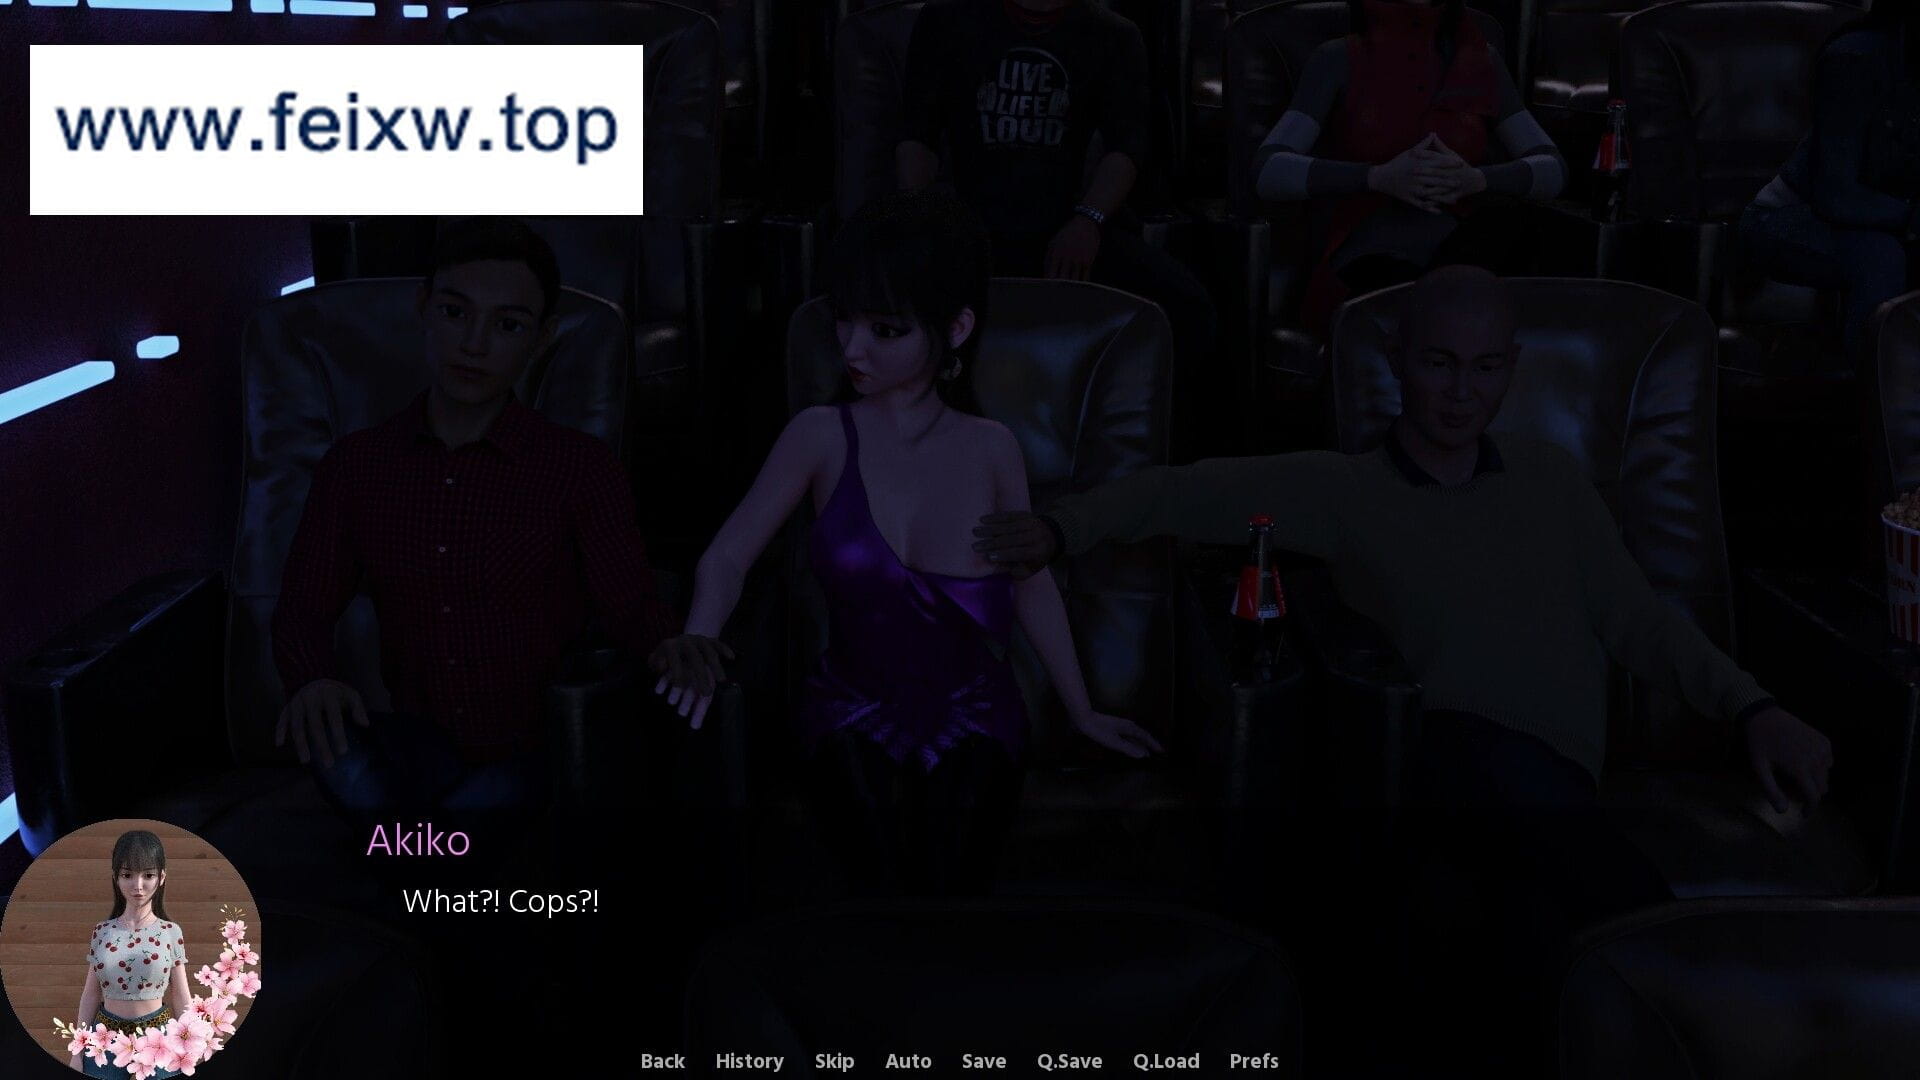 www.feixw.top
LIVE
LIFE
LOUD
Akiko
What?! Cops?!
Back History Skip Auto Save Q.Save Q.Load Prefs